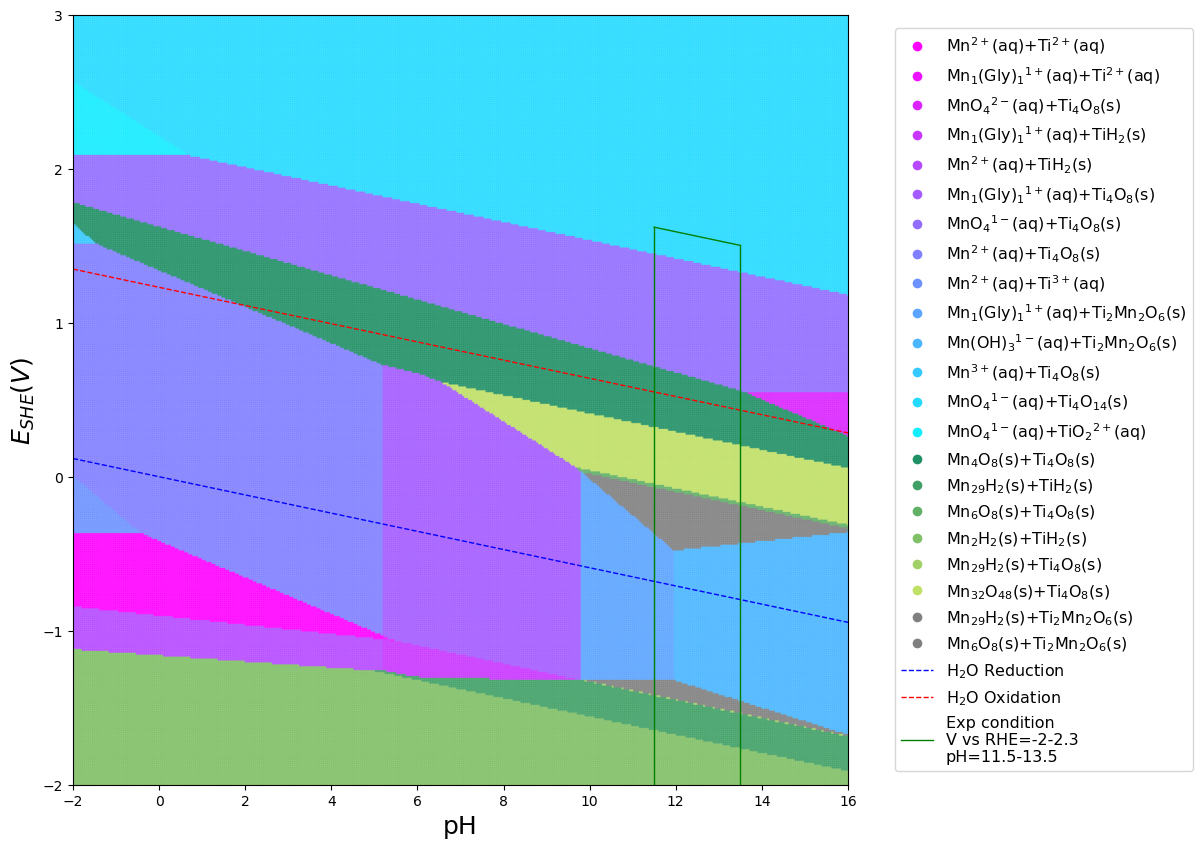 3
2
1
0
−1
−2
E_SHE(V)
−2 0 2 4 6 8 10 12 14 16
pH
Mn²⁺(aq)+Ti²⁺(aq)
Mn₁(Gly)₁¹⁺(aq)+Ti²⁺(aq)
MnO₄²⁻(aq)+Ti₄O₈(s)
Mn₁(Gly)₁¹⁺(aq)+TiH₂(s)
Mn²⁺(aq)+TiH₂(s)
Mn₁(Gly)₁¹⁺(aq)+Ti₄O₈(s)
MnO₄¹⁻(aq)+Ti₄O₈(s)
Mn²⁺(aq)+Ti₄O₈(s)
Mn²⁺(aq)+Ti³⁺(aq)
Mn₁(Gly)₁¹⁺(aq)+Ti₂Mn₂O₆(s)
Mn(OH)₃¹⁻(aq)+Ti₂Mn₂O₆(s)
Mn³⁺(aq)+Ti₄O₈(s)
MnO₄¹⁻(aq)+Ti₄O₁₄(s)
MnO₄¹⁻(aq)+TiO₂²⁺(aq)
Mn₄O₈(s)+Ti₄O₈(s)
Mn₂₉H₂(s)+TiH₂(s)
Mn₆O₈(s)+Ti₄O₈(s)
Mn₂H₂(s)+TiH₂(s)
Mn₂₉H₂(s)+Ti₄O₈(s)
Mn₃₂O₄₈(s)+Ti₄O₈(s)
Mn₂₉H₂(s)+Ti₂Mn₂O₆(s)
Mn₆O₈(s)+Ti₂Mn₂O₆(s)
H₂O Reduction
H₂O Oxidation
Exp condition
V vs RHE=-2-2.3
pH=11.5-13.5